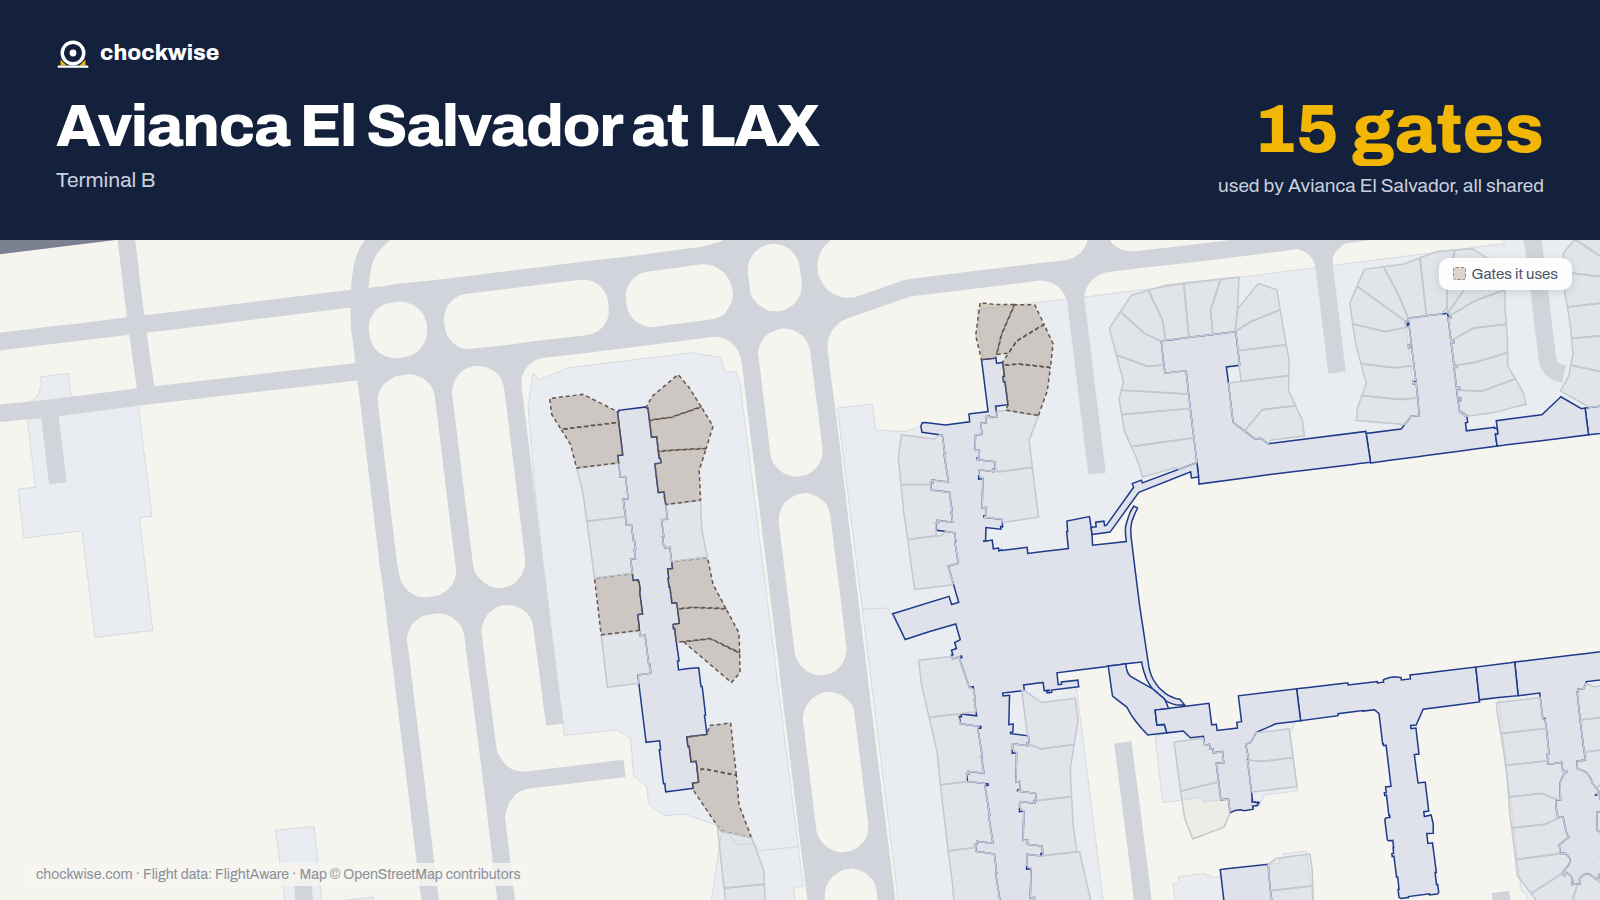 chockwise
Avianca El Salvador at LAX
Terminal B
15 gates
used by Avianca El Salvador, all shared
Gates it uses
chockwise.com · Flight data: FlightAware · Map © OpenStreetMap contributors